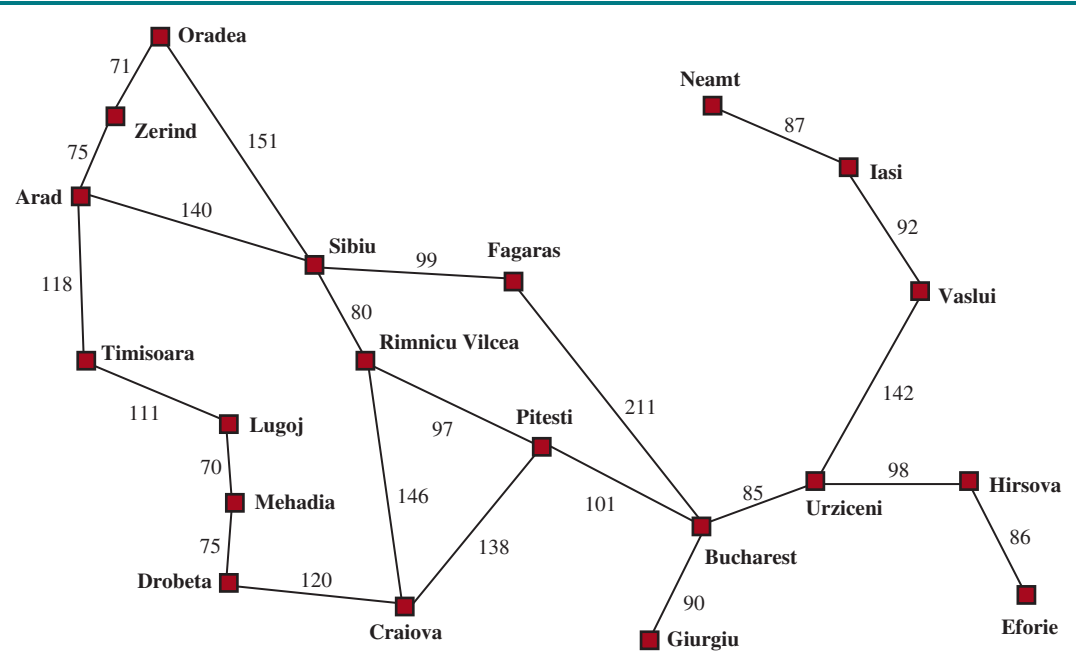 Oradea
71
Neamt
87
Zerind
151
75
Iasi
Arad
140
92
Sibiu
Fagaras
99
118
Vaslui
80
Timisoara
Rimnicu Vilcea
111
Lugoj
Pitesti
211
142
97
70
Mehadia
146
101
85
98
Hirsova
Urziceni
75
138
86
Bucharest
Drobeta
120
90
Craiova
Giurgiu
Eforie